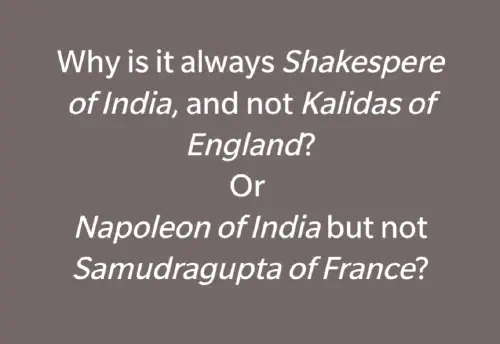 Why is it always Shakespere
of India, and not Kalidas of
England?
Or
Napoleon of India but not
Samudragupta of France?